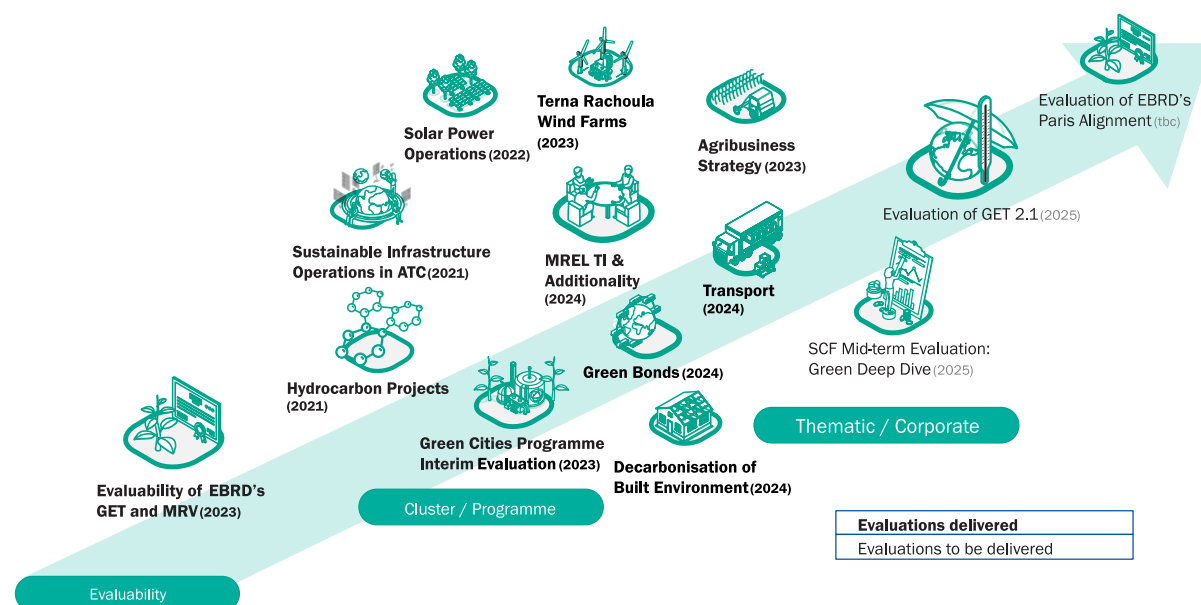 Terna Rachoula
Wind Farms
(2023)
Solar Power
Operations (2022)
Agribusiness
Strategy (2023)
Evaluation of EBRD's
Paris Alignment (tbc)
Sustainable Infrastructure
Operations in ATC (2021)
MREL TI &
Additionality
(2024)
Transport
(2024)
Evaluation of GET 2.1 (2025)
Hydrocarbon Projects
(2021)
Green Bonds (2024)
SCF Mid-term Evaluation:
Green Deep Dive (2025)
Thematic / Corporate
Green Cities Programme
Interim Evaluation (2023)
Decarbonisation of
Built Environment (2024)
Evaluability of EBRD's
GET and MRV (2023)
Cluster / Programme
Evaluations delivered
Evaluations to be delivered
Evaluability